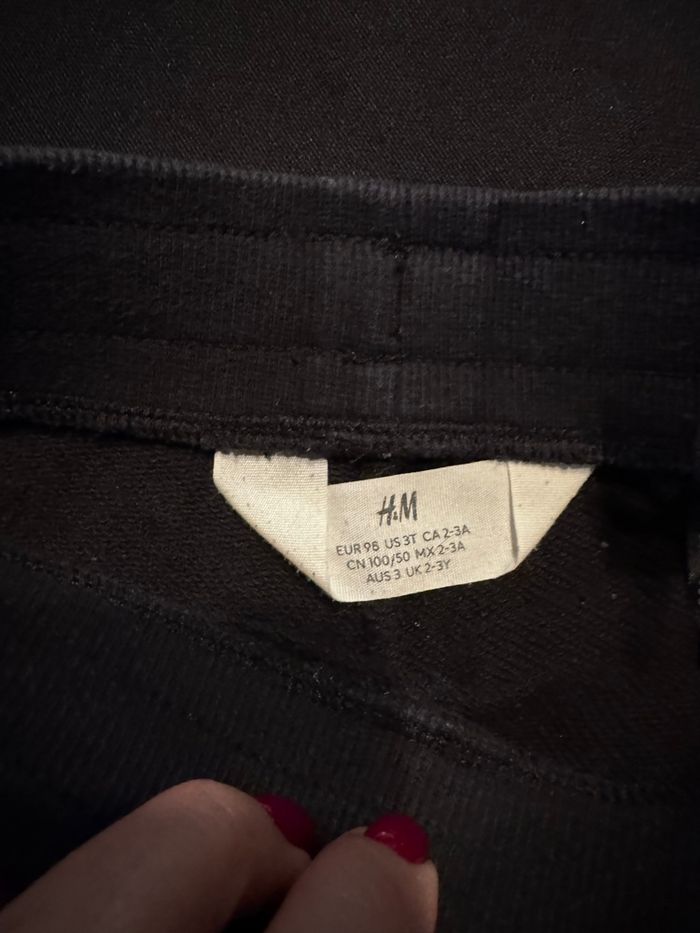 H&M
EUR 98 US 3T CA 2-3A
CN 100/50 MX 2-3A
AUS 3 UK 2-3Y